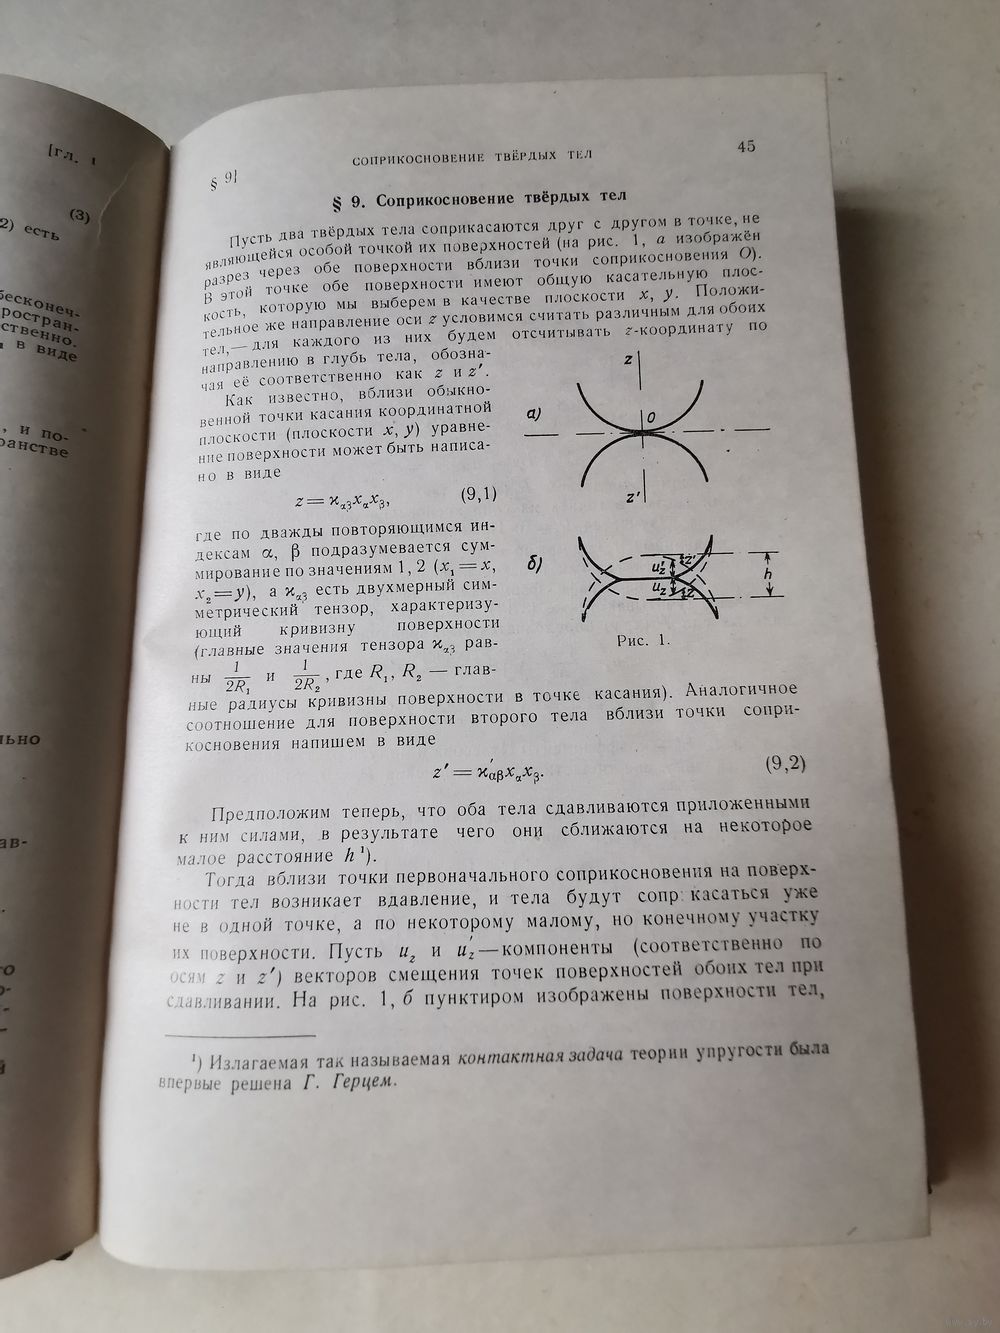 [гл. 1
(3)
2) есть
бесконеч-
ростран-
ственно.
в виде
, и по-
ранстве
льно
ав-
§ 9]
СОПРИКОСНОВЕНИЕ ТВЁРДЫХ ТЕЛ
45
§ 9. Соприкосновение твёрдых тел
Пусть два твёрдых тела соприкасаются друг с другом в точке, не
являющейся особой точкой их поверхностей (на рис. 1, а изображён
разрез через обе поверхности вблизи точки соприкосновения O).
В этой точке обе поверхности имеют общую касательную плос-
кость, которую мы выберем в качестве плоскости x, y. Положи-
тельное же направление оси z условимся считать различным для обоих
тел,— для каждого из них будем отсчитывать z-координату по
направлению в глубь тела, обозна-
чая её соответственно как z и z′.
Как известно, вблизи обыкно-
венной точки касания координатной
плоскости (плоскости x, y) уравне-
ние поверхности может быть написа-
но в виде
z = ϰαβxαxβ, (9,1)
где по дважды повторяющимся ин-
дексам α, β подразумевается сум-
мирование по значениям 1, 2 (x₁ = x,
x₂ = y), а ϰαβ есть двухмерный сим-
метрический тензор, характеризу-
ющий кривизну поверхности
(главные значения тензора ϰαβ рав-
ны 1/2R₁ и 1/2R₂, где R₁, R₂ — глав-
а)
z
O
z′
б)
u′z
z′
uz
z
h
Рис. 1.
ные радиусы кривизны поверхности в точке касания). Аналогичное
соотношение для поверхности второго тела вблизи точки сопри-
косновения напишем в виде
z′ = ϰ′αβxαxβ. (9,2)
Предположим теперь, что оба тела сдавливаются приложенными
к ним силами, в результате чего они сближаются на некоторое
малое расстояние h ¹).
Тогда вблизи точки первоначального соприкосновения на поверх-
ности тел возникает вдавление, и тела будут сопр касаться уже
не в одной точке, а по некоторому малому, но конечному участку
их поверхности. Пусть uz и u′z — компоненты (соответственно по
осям z и z′) векторов смещения точек поверхностей обоих тел при
сдавливании. На рис. 1, б пунктиром изображены поверхности тел,
¹) Излагаемая так называемая контактная задача теории упругости была
впервые решена Г. Герцем.